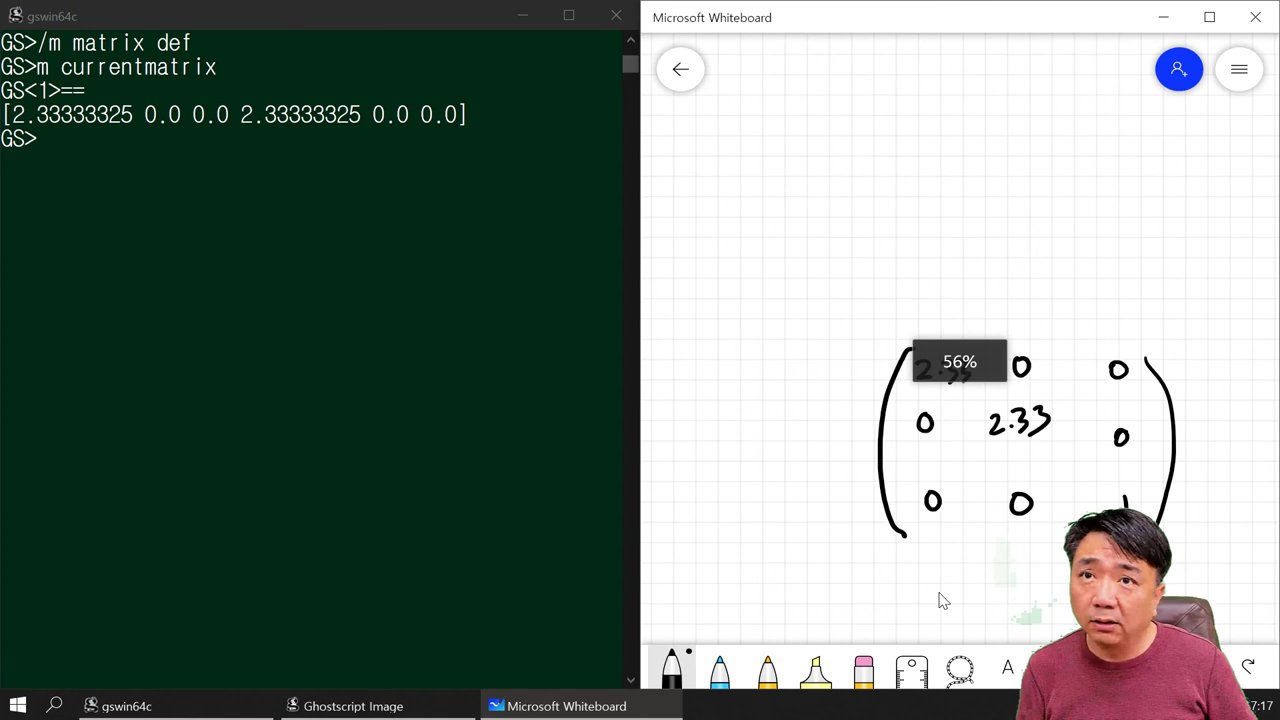 gswin64c
GS>/m matrix def
GS>m currentmatrix
GS<1>==
[2.33333325 0.0 0.0 2.33333325 0.0 0.0]
GS>
Microsoft Whiteboard
56%
2.33 0 0
0 2.33 0
0 0
A
gswin64c
Ghostscript Image
Microsoft Whiteboard
:17